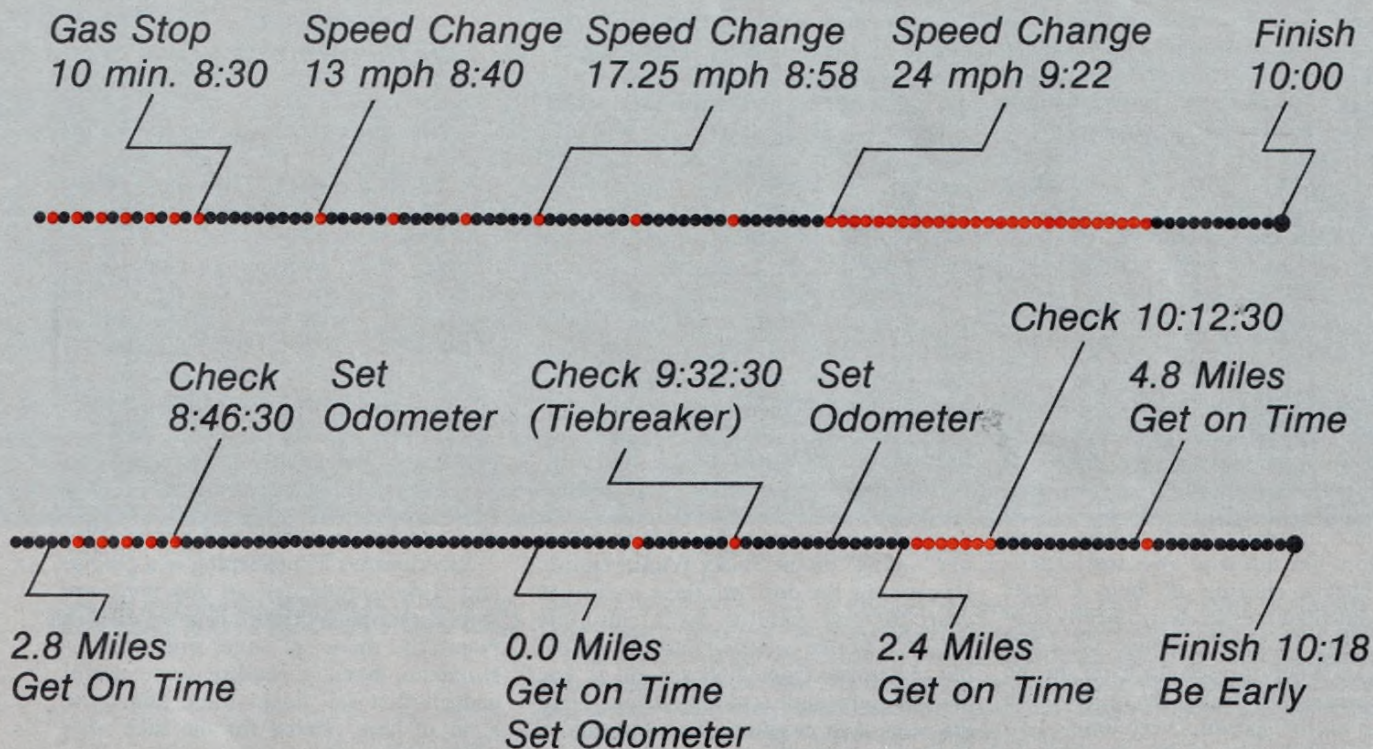 Gas Stop
10 min. 8:30
Speed Change
13 mph 8:40
Speed Change
17.25 mph 8:58
Speed Change
24 mph 9:22
Finish
10:00
Check 10:12:30
Check
8:46:30
Set
Odometer
Check 9:32:30
(Tiebreaker)
Set
Odometer
4.8 Miles
Get on Time
2.8 Miles
Get On Time
0.0 Miles
Get on Time
Set Odometer
2.4 Miles
Get on Time
Finish 10:18
Be Early